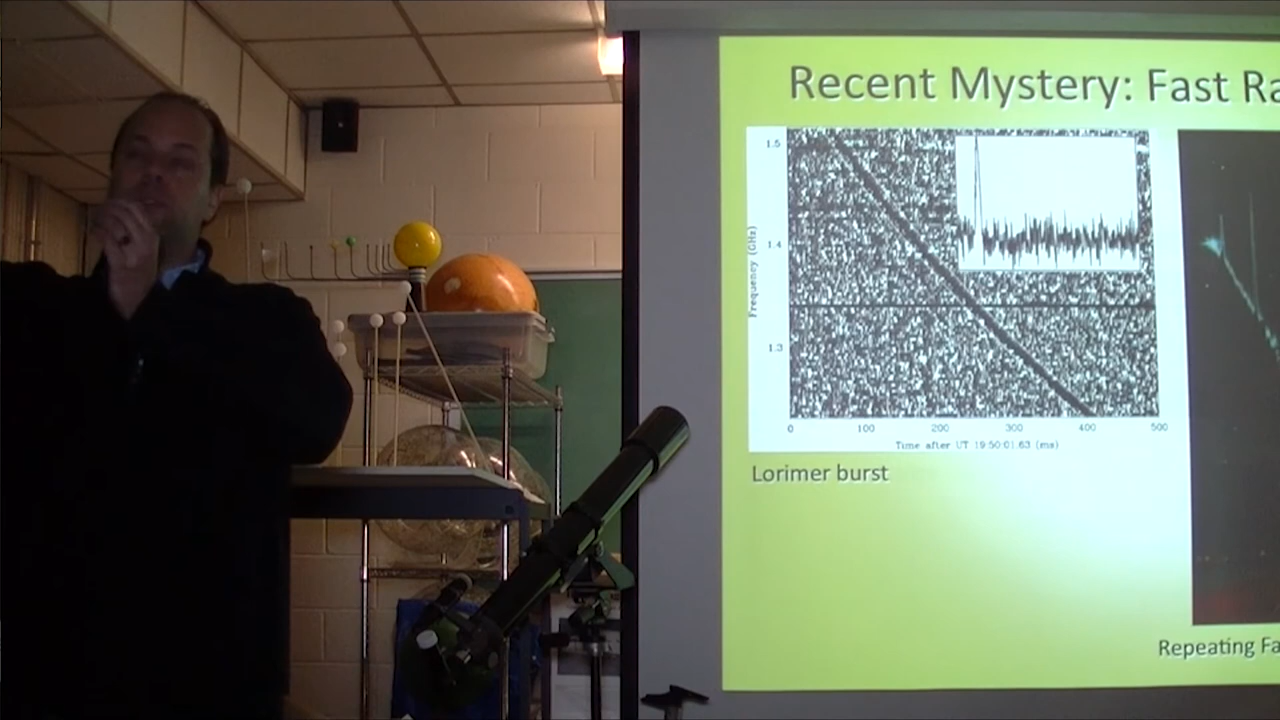 Recent Mystery: Fast Ra
1.5
1.4
1.3
Frequency (GHz)
0 100 200 300 400 500
Time after UT 19:50:01.63 (ms)
Lorimer burst
Repeating Fa